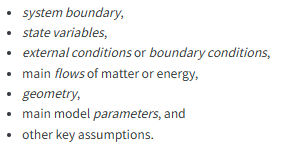 • system boundary,
• state variables,
• external conditions or boundary conditions,
• main flows of matter or energy,
• geometry,
• main model parameters, and
• other key assumptions.